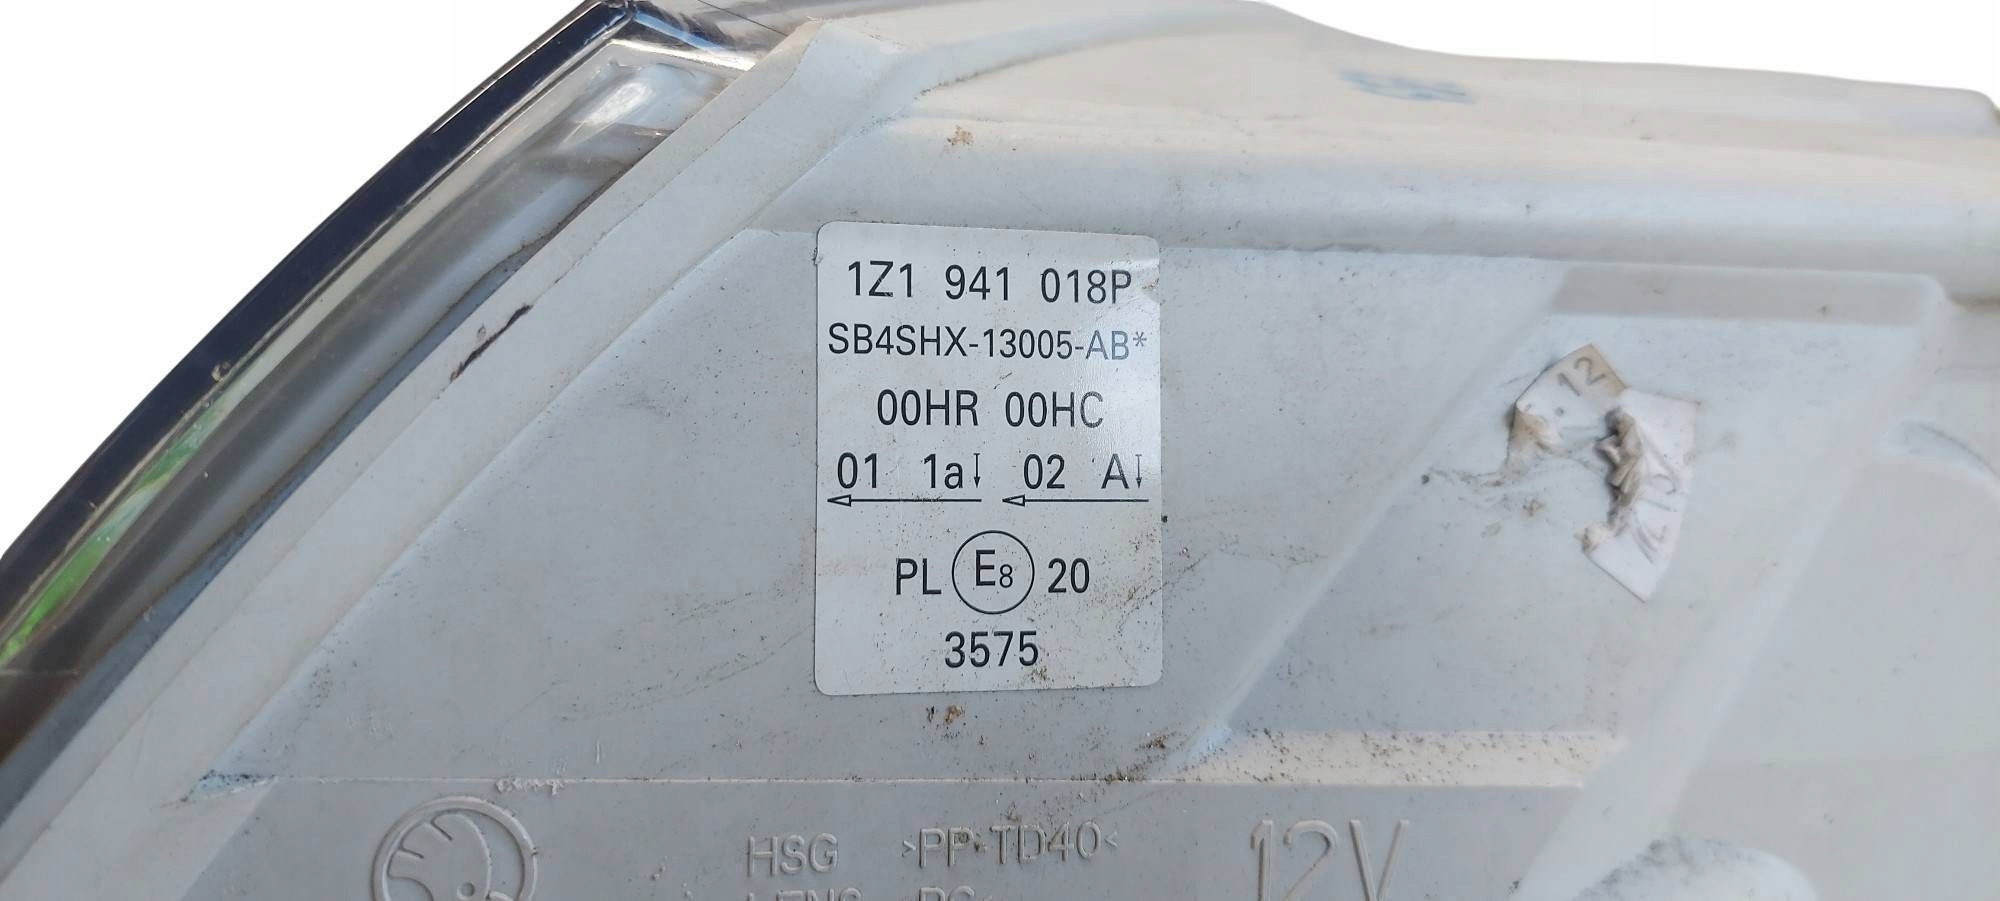 1Z1 941 018P
SB4SHX-13005-AB*
00HR 00HC
01 1a↕ 02 A↕
PL E8 20
3575
12
HSG >PP-TD40<
12V